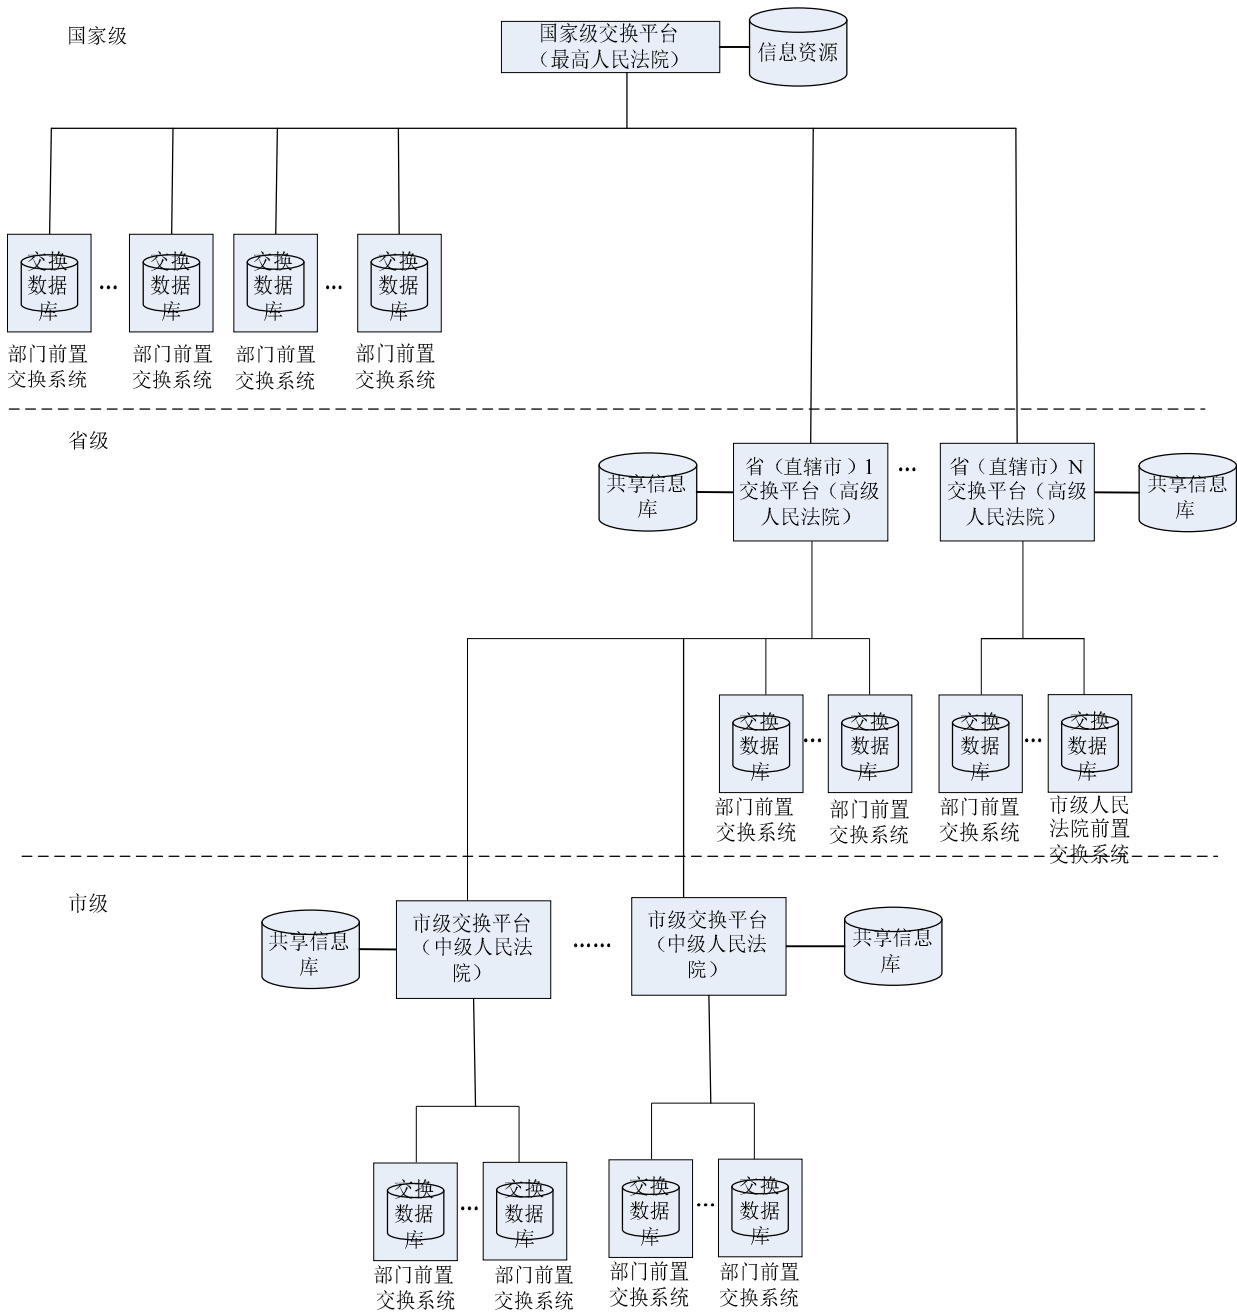 国家级
国家级交换平台
（最高人民法院）
信息资源
交换
数据
库
...
交换
数据
库
交换
数据
库
...
交换
数据
库
部门前置
交换系统
部门前置
交换系统
部门前置
交换系统
部门前置
交换系统
省级
共享信息
库
省（直辖市）1
交换平台（高级
人民法院）
...
省（直辖市）N
交换平台（高级
人民法院）
共享信息
库
交换
数据
库
...
交换
数据
库
交换
数据
库
...
交换
数据
库
部门前置
交换系统
部门前置
交换系统
部门前置
交换系统
市级人民
法院前置
交换系统
市级
共享信息
库
市级交换平台
（中级人民法
院）
......
市级交换平台
（中级人民法
院）
共享信息
库
交换
数据
库
...
交换
数据
库
交换
数据
库
...
交换
数据
库
部门前置
交换系统
部门前置
交换系统
部门前置
交换系统
部门前置
交换系统